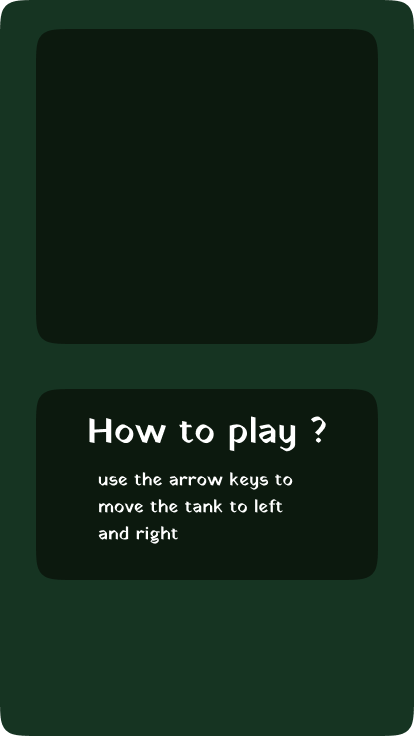 How to play ?
use the arrow keys to
move the tank to left
and right